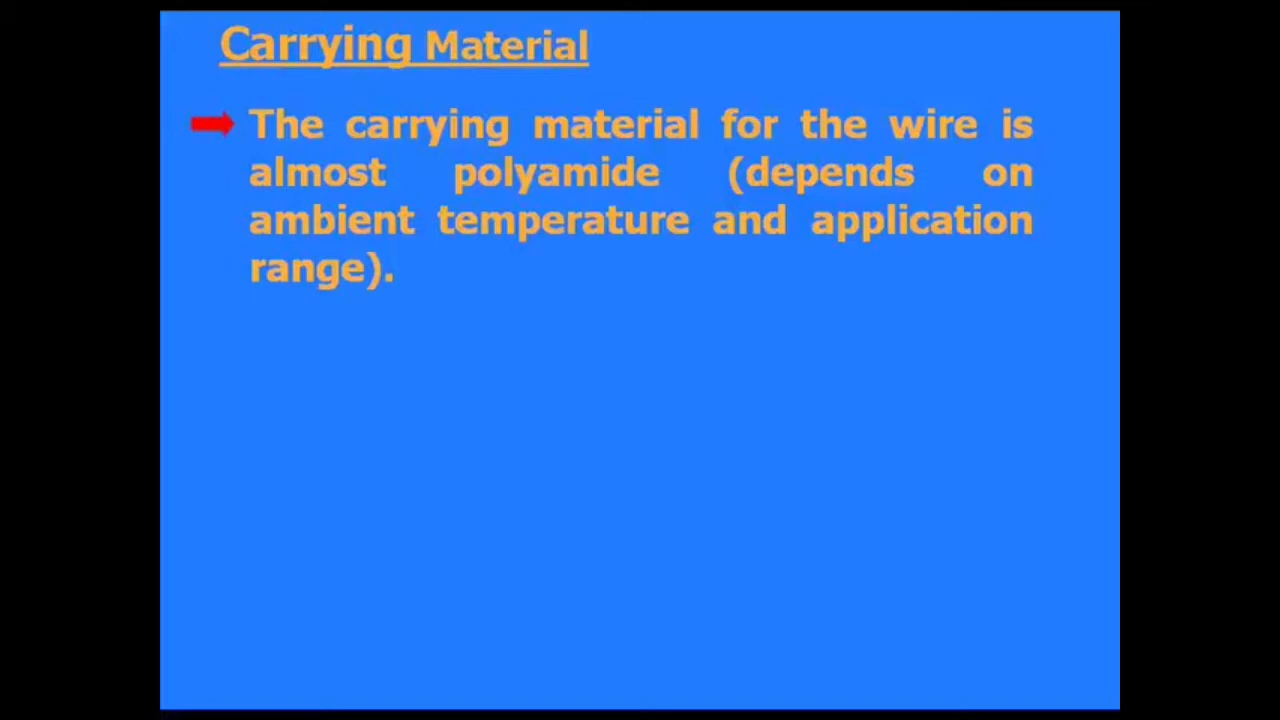 Carrying Material
The carrying material for the wire is
almost polyamide (depends on
ambient temperature and application
range).